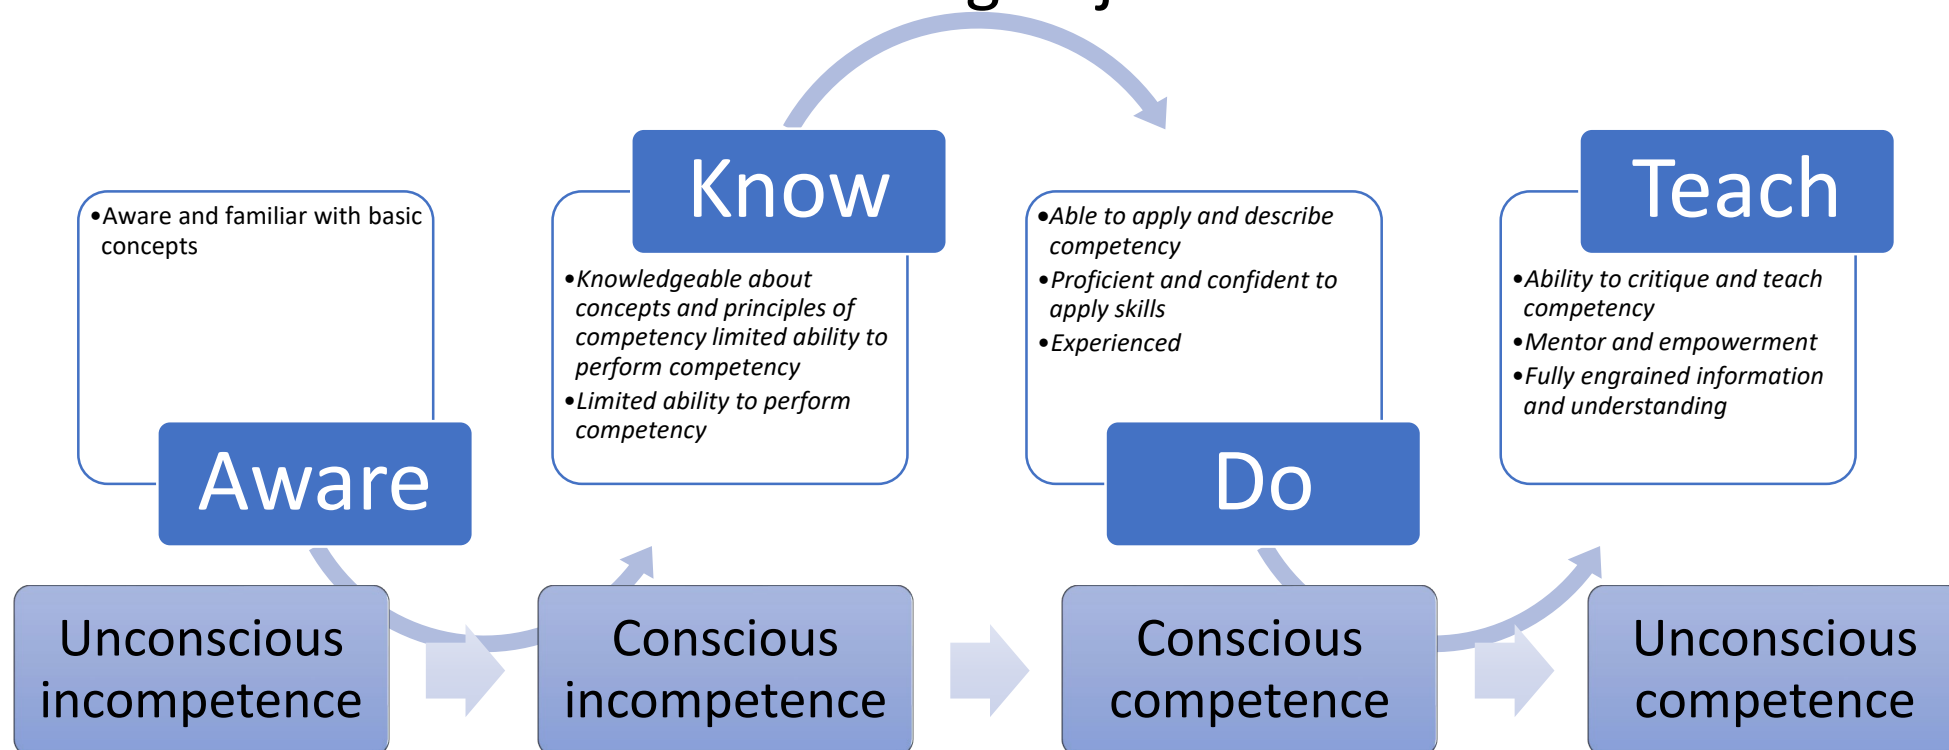 •Aware and familiar with basic
concepts
Aware
Know
•Knowledgeable about
concepts and principles of
competency limited ability to
perform competency
•Limited ability to perform
competency
•Able to apply and describe
competency
•Proficient and confident to
apply skills
•Experienced
Do
Teach
•Ability to critique and teach
competency
•Mentor and empowerment
•Fully engrained information
and understanding
Unconscious
incompetence
Conscious
incompetence
Conscious
competence
Unconscious
competence